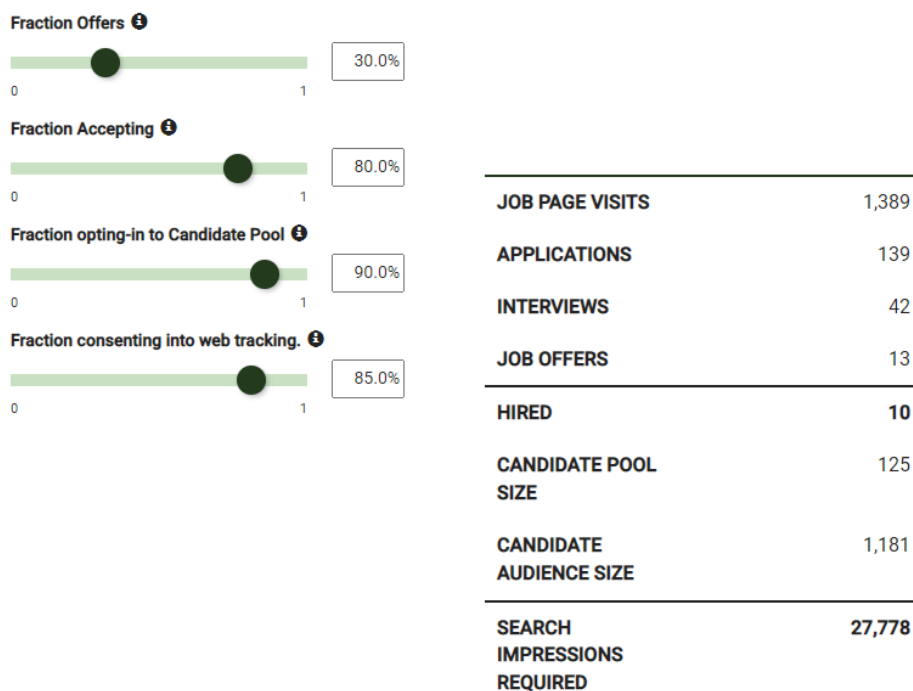 Fraction Offers
30.0%
0 1
Fraction Accepting
80.0%
0 1
Fraction opting-in to Candidate Pool
90.0%
0 1
Fraction consenting into web tracking.
85.0%
0 1
JOB PAGE VISITS 1,389
APPLICATIONS 139
INTERVIEWS 42
JOB OFFERS 13
HIRED 10
CANDIDATE POOL 125
SIZE
CANDIDATE 1,181
AUDIENCE SIZE
SEARCH 27,778
IMPRESSIONS
REQUIRED